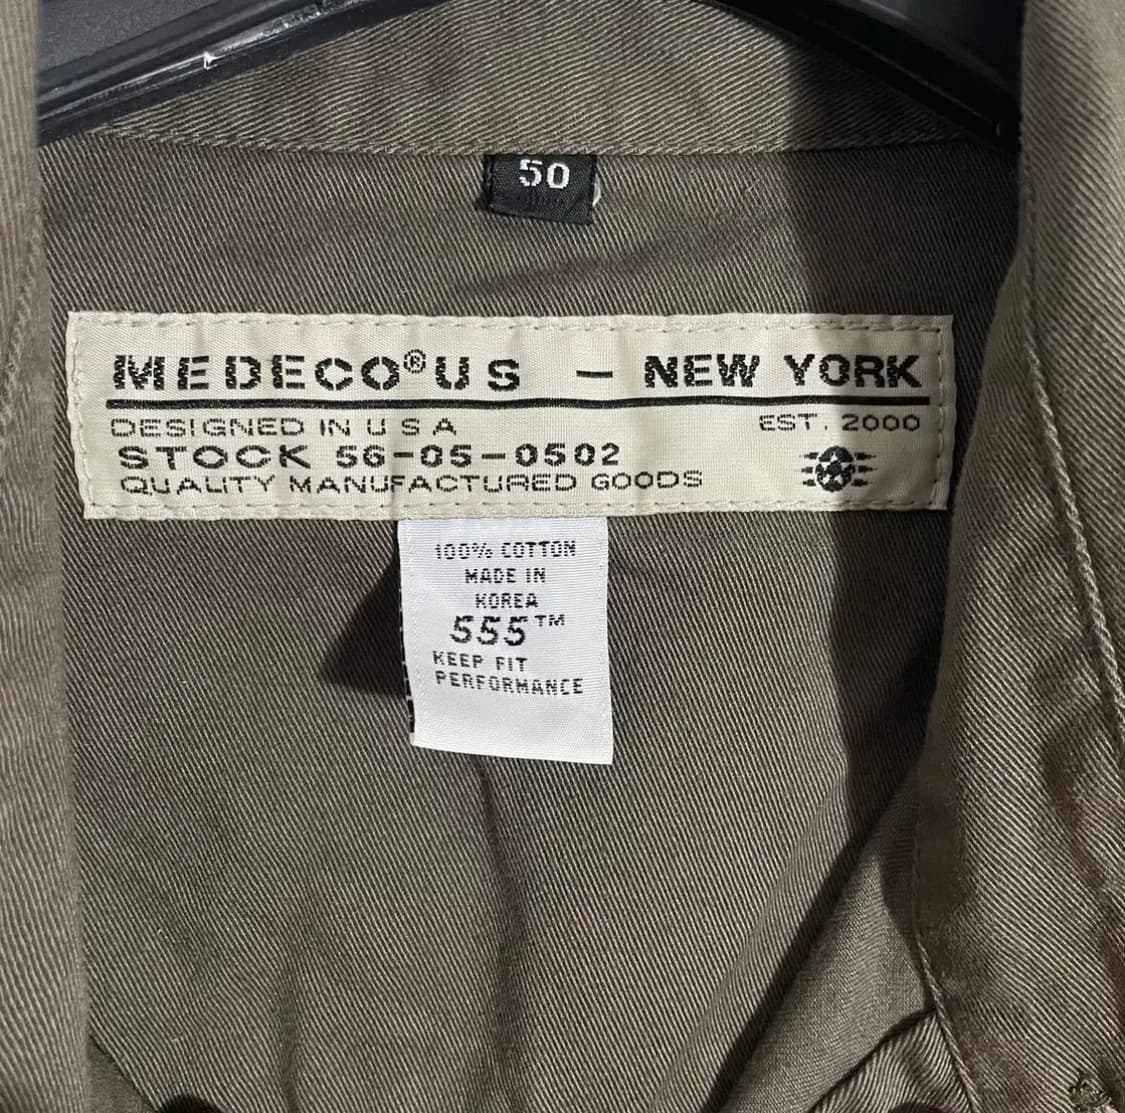 50
MEDECO®US — NEW YORK
DESIGNED IN U S A EST. 2000
STOCK 56-05-0502
QUALITY MANUFACTURED GOODS
100% COTTON
MADE IN
KOREA
555™
KEEP FIT
PERFORMANCE